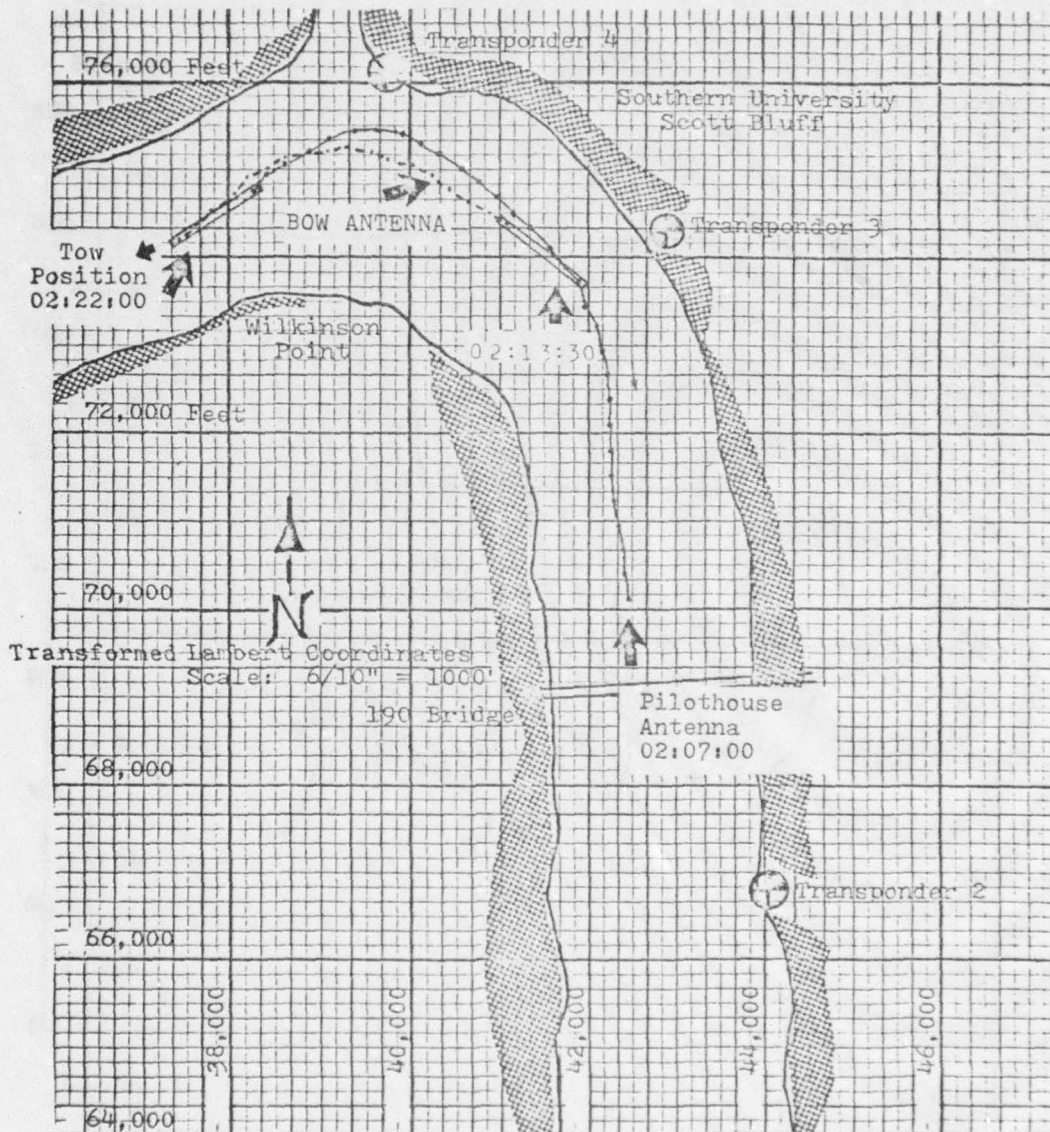 Transponder 4
76,000 Feet
Southern University
Scott Bluff
BOW ANTENNA
Transponder 3
Tow
Position
02:22:00
Wilkinson
Point
02:13:30
72,000 Feet
70,000
N
Transformed Lambert Coordinates
Scale: 6/10" = 1000'
190 Bridge
Pilothouse
Antenna
02:07:00
68,000
Transponder 2
66,000
38,000
40,000
42,000
44,000
46,000
64,000